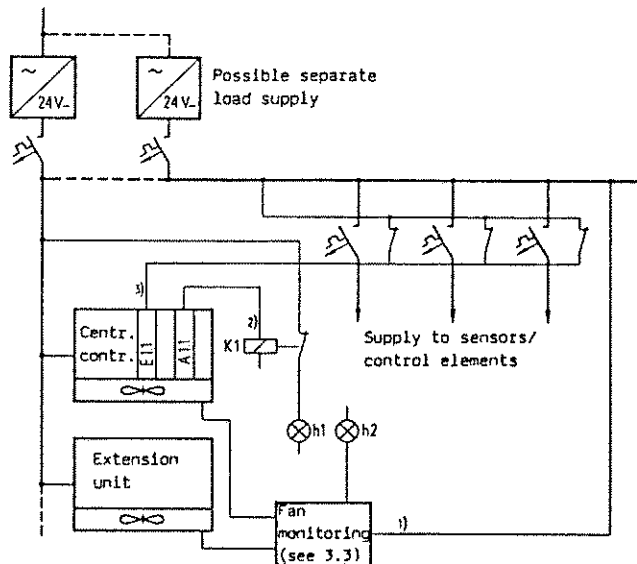 ~
24V-
~
24V-
Possible separate
load supply
3)
2)
Centr.
contr.
E11
A11
K1
Supply to sensors/
control elements
h1
h2
Extension
unit
Fan
monitoring
(see 3.3)
1)